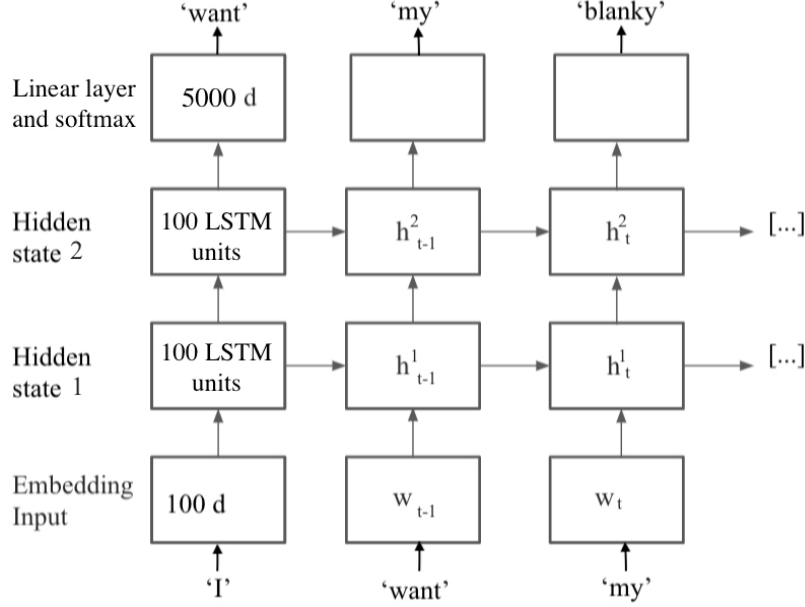 ‘want’ ‘my’ ‘blanky’
Linear layer
and softmax
5000 d
Hidden
state 2
100 LSTM
units
h²ₜ₋₁
h²ₜ
[...]
Hidden
state 1
100 LSTM
units
h¹ₜ₋₁
h¹ₜ
[...]
Embedding
Input
100 d
wₜ₋₁
wₜ
‘I’ ‘want’ ‘my’